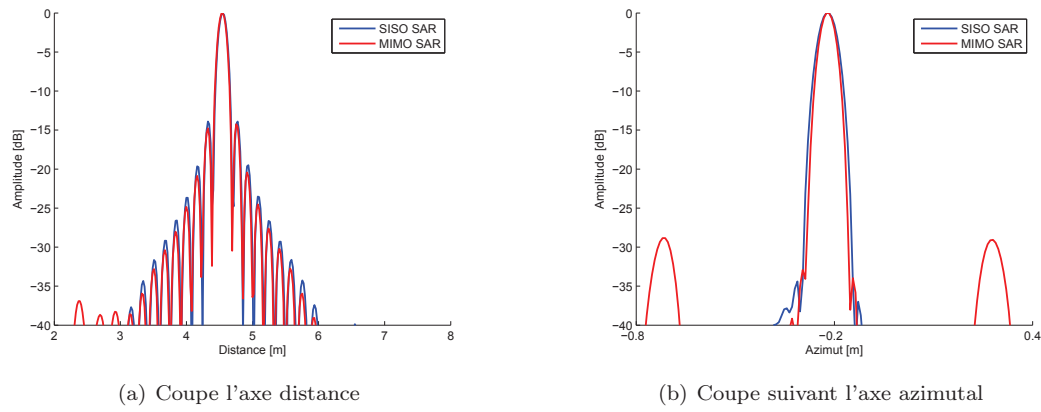 SISO SAR
MIMO SAR
0
−5
−10
−15
−20
−25
−30
−35
−40
Amplitude [dB]
2
3
4
5
6
7
8
Distance [m]
(a) Coupe l'axe distance
SISO SAR
MIMO SAR
0
−5
−10
−15
−20
−25
−30
−35
−40
Amplitude [dB]
−0.8
−0.2
0.4
Azimut [m]
(b) Coupe suivant l'axe azimutal